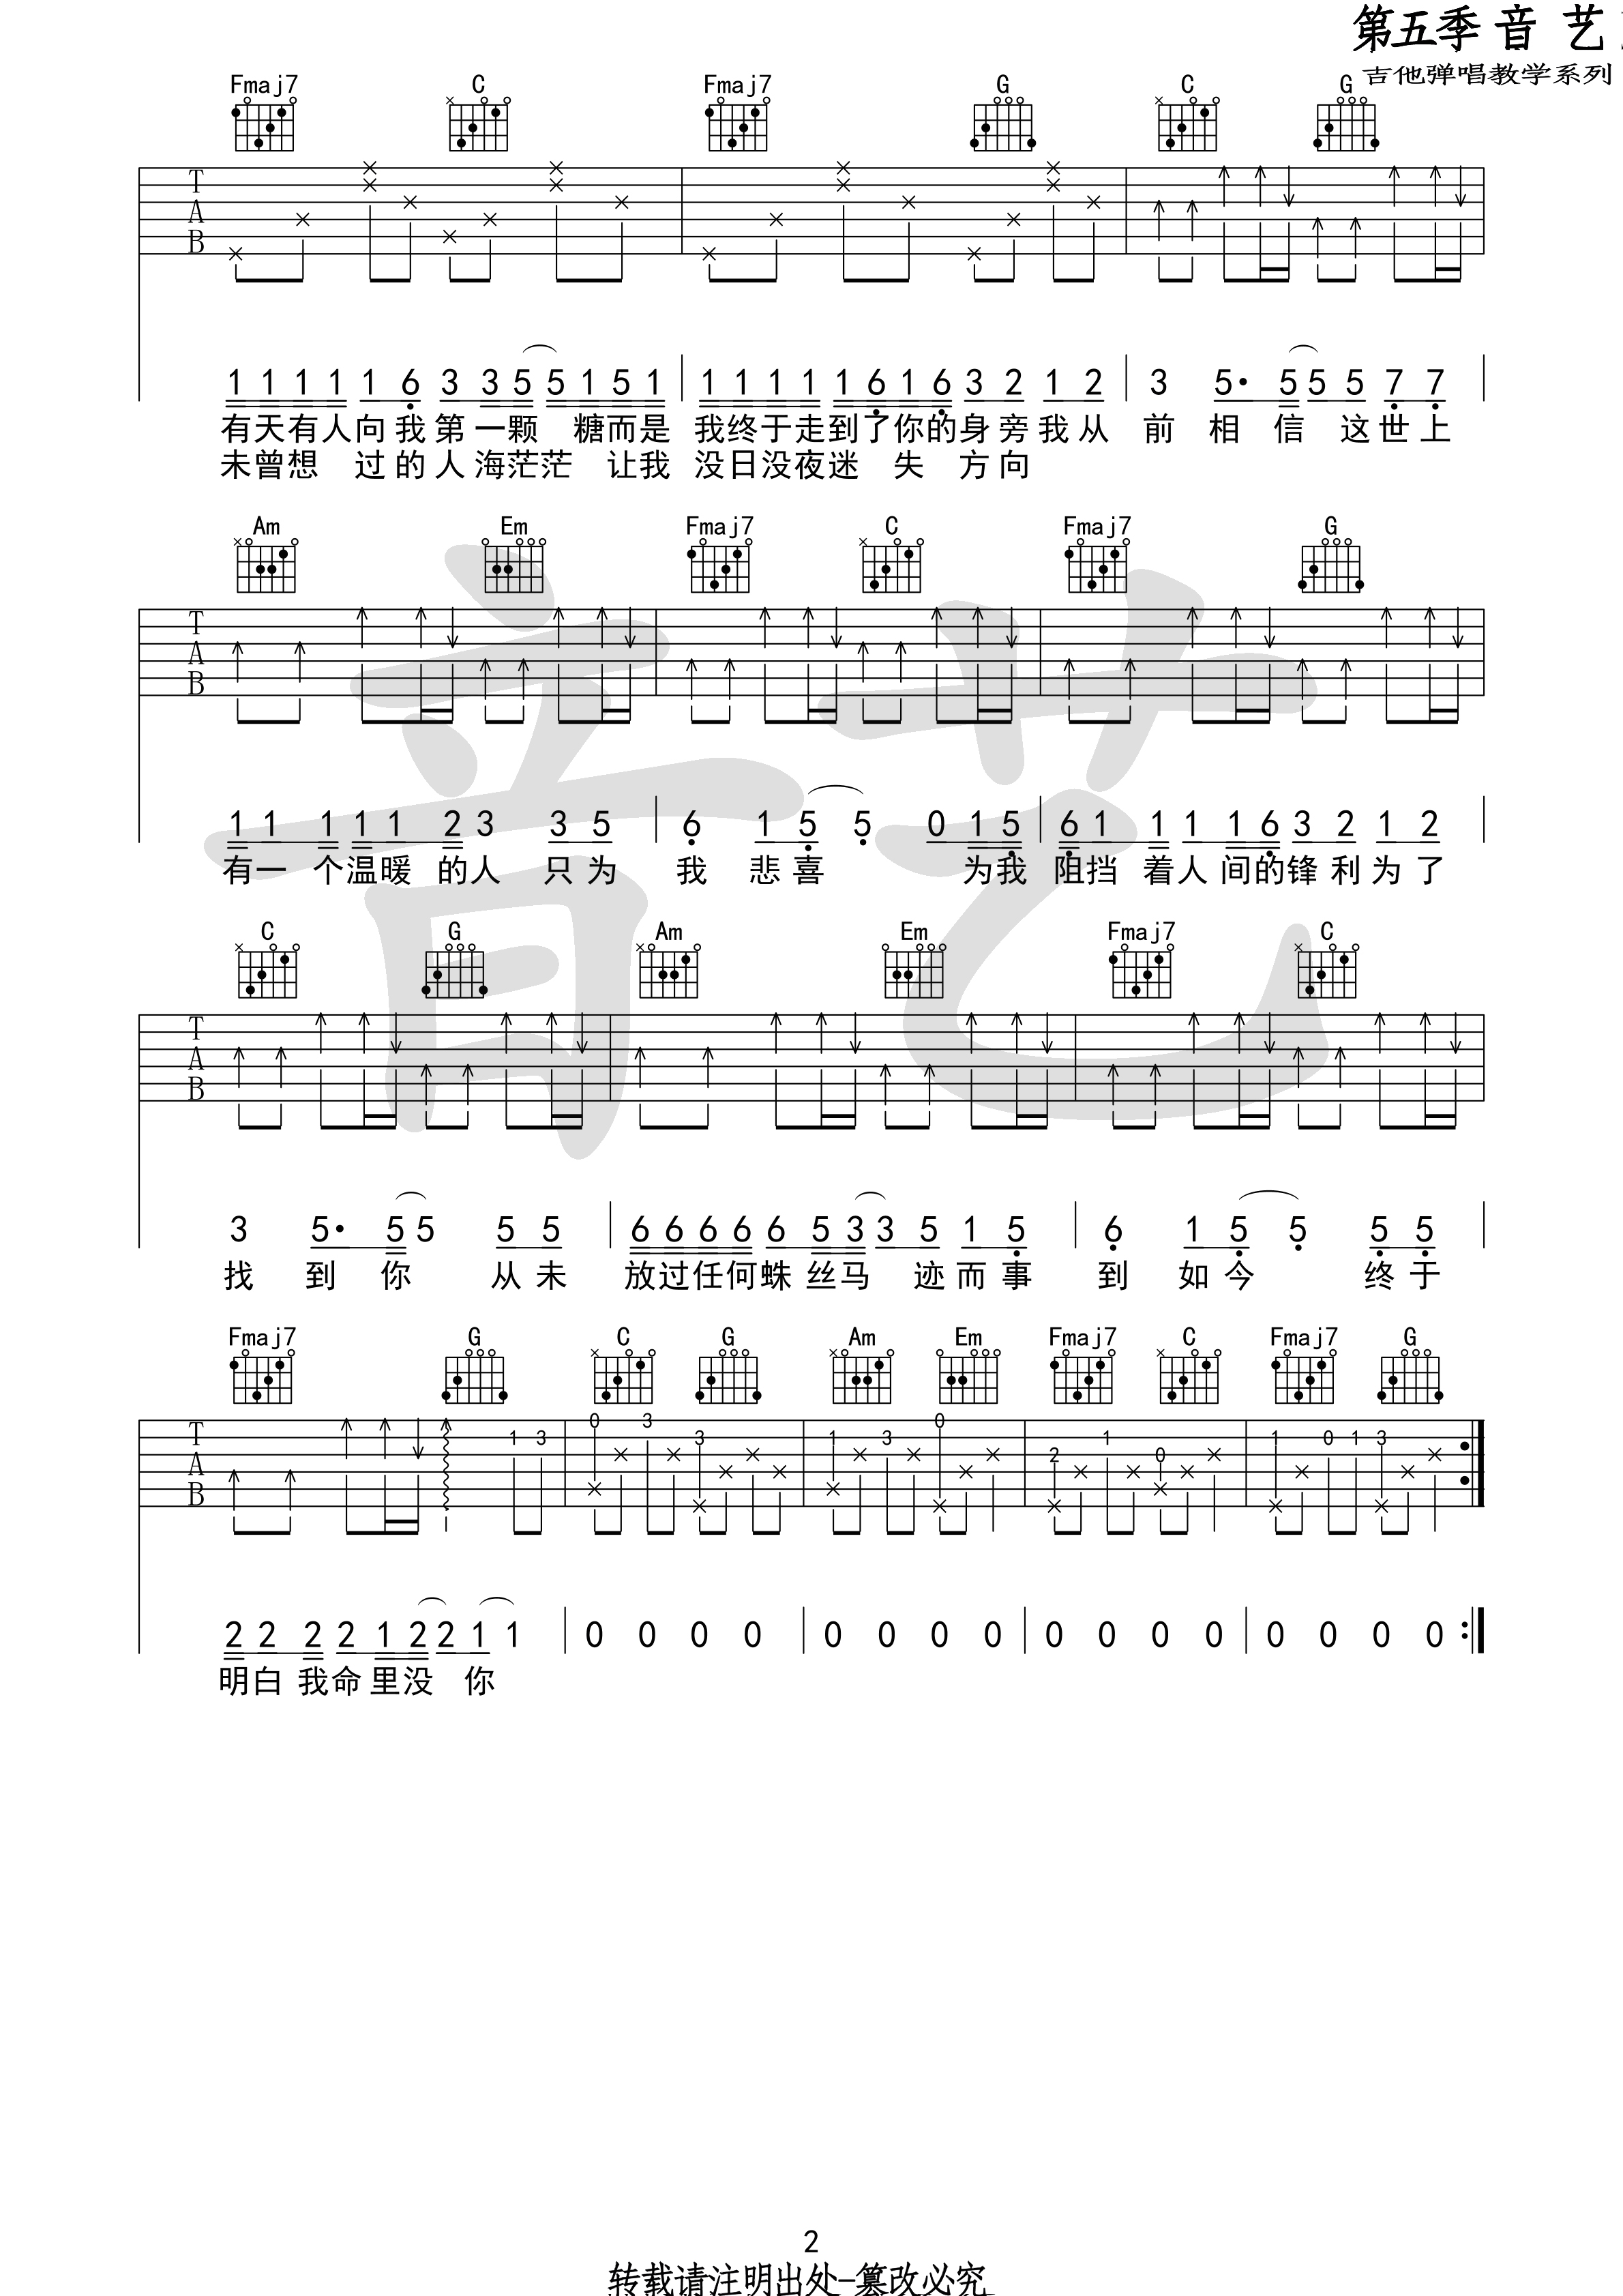 第五季 音 艺
吉他弹唱教学系列
Fmaj7 C Fmaj7 G C G
T
A
B
1 1 1 1 1 6 3 3 5 5 1 5 1 1 1 1 1 1 6 1 6 3 2 1 2 3 5· 5 5 5 7 7
有天有人向我第一颗 糖而是 我终于走到了你的身旁我从 前 相 信 这世上
未曾想 过的人海茫茫 让我 没日没夜迷 失 方向
Am Em Fmaj7 C Fmaj7 G
T
A
B
1 1 1 1 1 2 3 3 5 6 1 5 5 0 1 5 6 1 1 1 1 6 3 2 1 2
有一 个温暖 的人 只为 我 悲喜 为我 阻挡 着人间的锋利为了
音艺
C G Am Em Fmaj7 C
T
A
B
3 5· 5 5 5 5 6 6 6 6 6 5 3 3 5 1 5 6 1 5 5 5 5
找 到 你 从未 放过任何蛛丝马 迹而事 到 如今 终于
Fmaj7 G C G Am Em Fmaj7 C Fmaj7 G
T
A
B
1 3 0 3 3 1 3 0 2 1 0 1 0 1 3
2 2 2 2 1 2 2 1 1 0 0 0 0 0 0 0 0 0 0 0 0 0 0 0 0
明白 我命里没 你
2
转载请注明出处-篡改必究